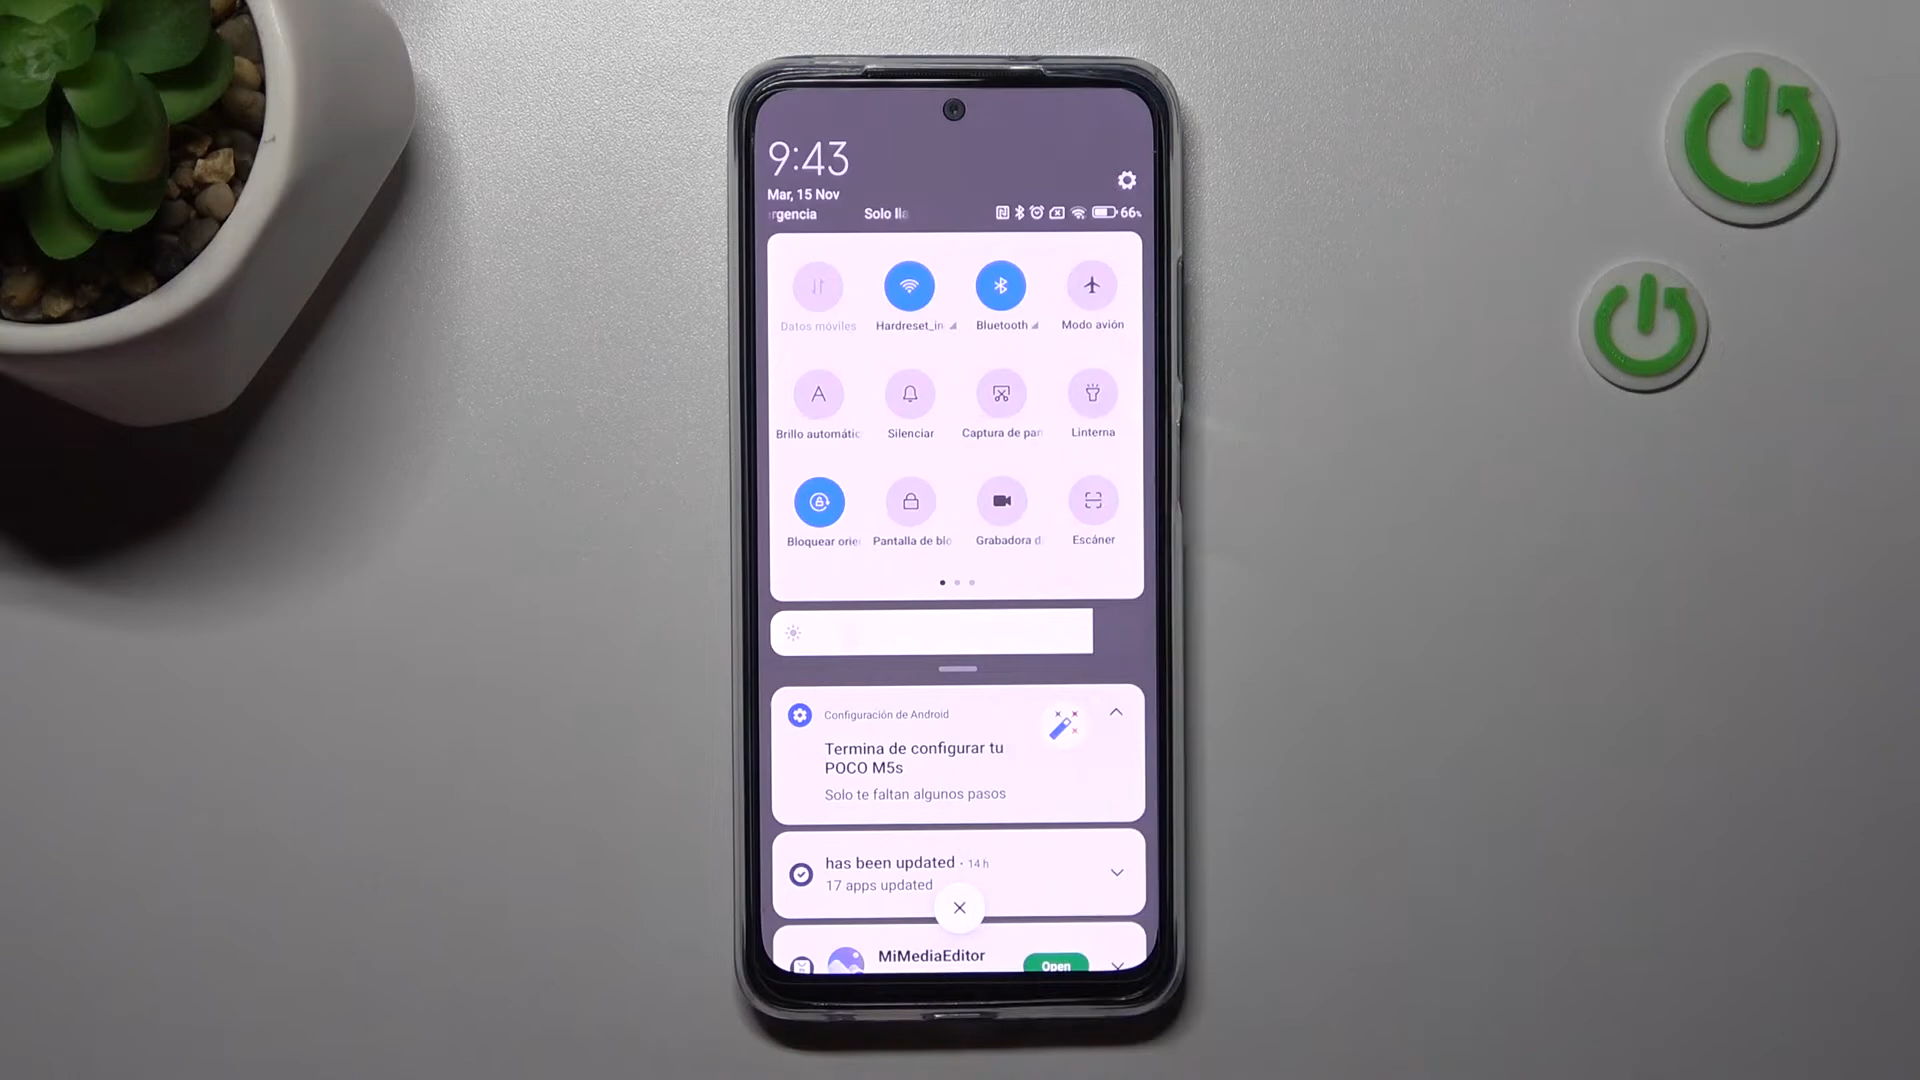 9:43
Mar, 15 Nov
rgencia Solo lla 66%
Datos móviles Hardreset_in Bluetooth Modo avión
A
Brillo automátic Silenciar Captura de pan Linterna
Bloquear orie Pantalla de blo Grabadora d Escáner
Configuración de Android
Termina de configurar tu
POCO M5s
Solo te faltan algunos pasos
has been updated · 14 h
17 apps updated
MiMediaEditor
Open